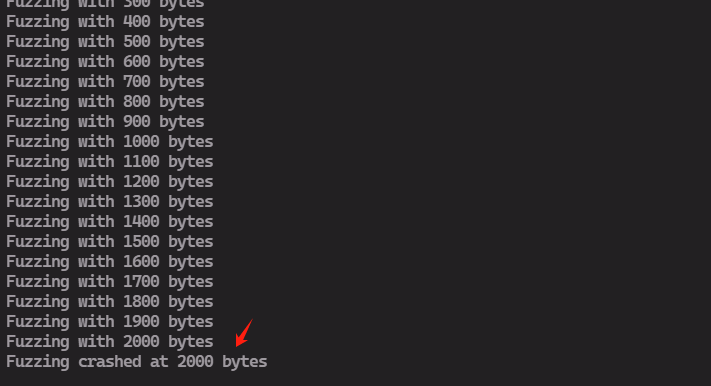 Fuzzing with 300 bytes
Fuzzing with 400 bytes
Fuzzing with 500 bytes
Fuzzing with 600 bytes
Fuzzing with 700 bytes
Fuzzing with 800 bytes
Fuzzing with 900 bytes
Fuzzing with 1000 bytes
Fuzzing with 1100 bytes
Fuzzing with 1200 bytes
Fuzzing with 1300 bytes
Fuzzing with 1400 bytes
Fuzzing with 1500 bytes
Fuzzing with 1600 bytes
Fuzzing with 1700 bytes
Fuzzing with 1800 bytes
Fuzzing with 1900 bytes
Fuzzing with 2000 bytes
Fuzzing crashed at 2000 bytes